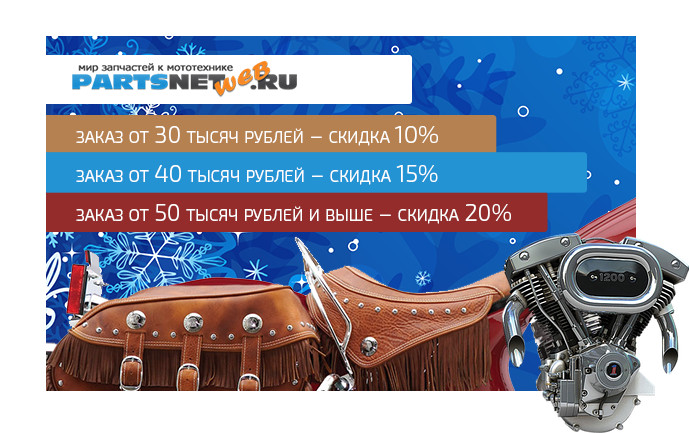 мир запчастей к мототехнике
PARTSNETWEB.RU
ЗАКАЗ ОТ 30 ТЫСЯЧ РУБЛЕЙ – СКИДКА 10%
ЗАКАЗ ОТ 40 ТЫСЯЧ РУБЛЕЙ – СКИДКА 15%
ЗАКАЗ ОТ 50 ТЫСЯЧ РУБЛЕЙ И ВЫШЕ – СКИДКА 20%
1200